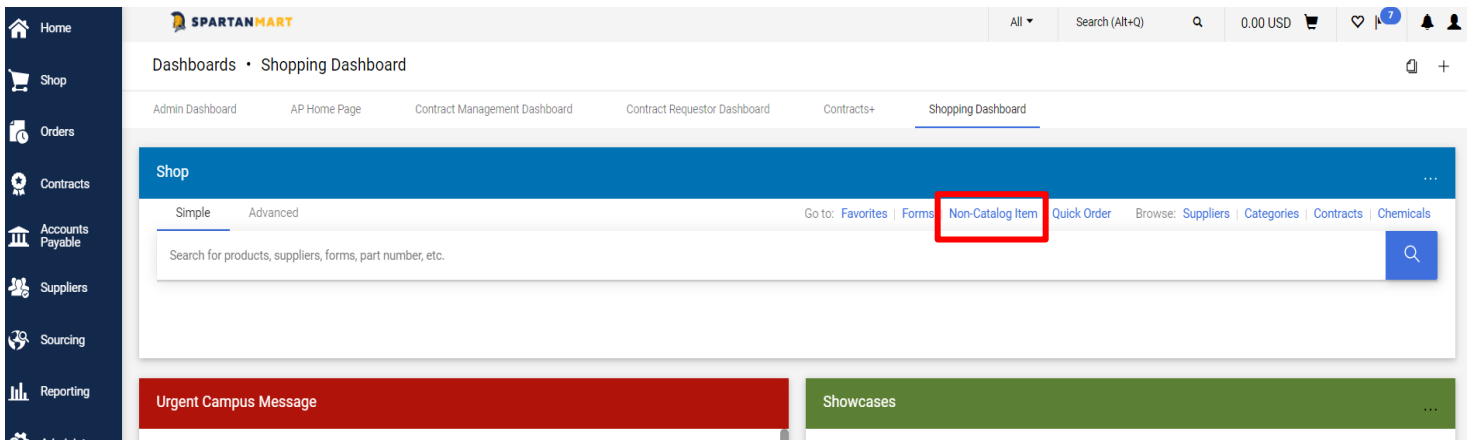 Home
SPARTANMART
All
Search (Alt+Q)
0.00 USD
7
Dashboards • Shopping Dashboard
Shop
Admin Dashboard
AP Home Page
Contract Management Dashboard
Contract Requestor Dashboard
Contracts+
Shopping Dashboard
Orders
Shop
...
Contracts
Simple
Advanced
Go to: Favorites | Forms Non-Catalog Item Quick Order Browse: Suppliers | Categories | Contracts | Chemicals
Accounts
Payable
Search for products, suppliers, forms, part number, etc.
Suppliers
Sourcing
Reporting
Urgent Campus Message
Showcases
...